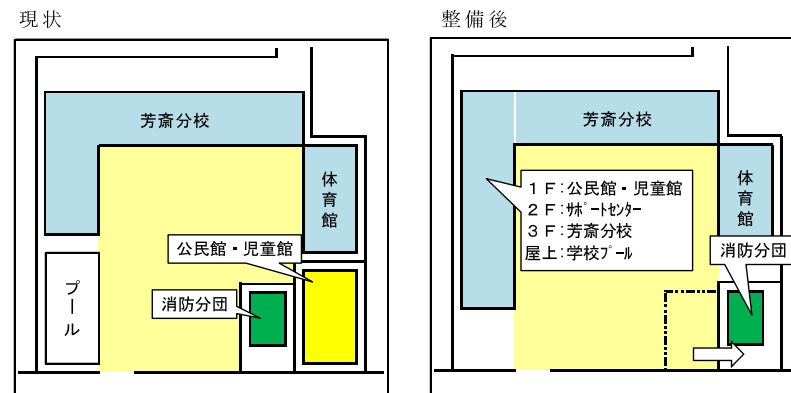 現状
芳斎分校
体育館
公民館・児童館
消防分団
プール
整備後
芳斎分校
体育館
1F:公民館・児童館
2F:ｻﾎﾟｰﾄｾﾝﾀｰ
3F:芳斎分校
屋上:学校ﾌﾟｰﾙ
消防分団